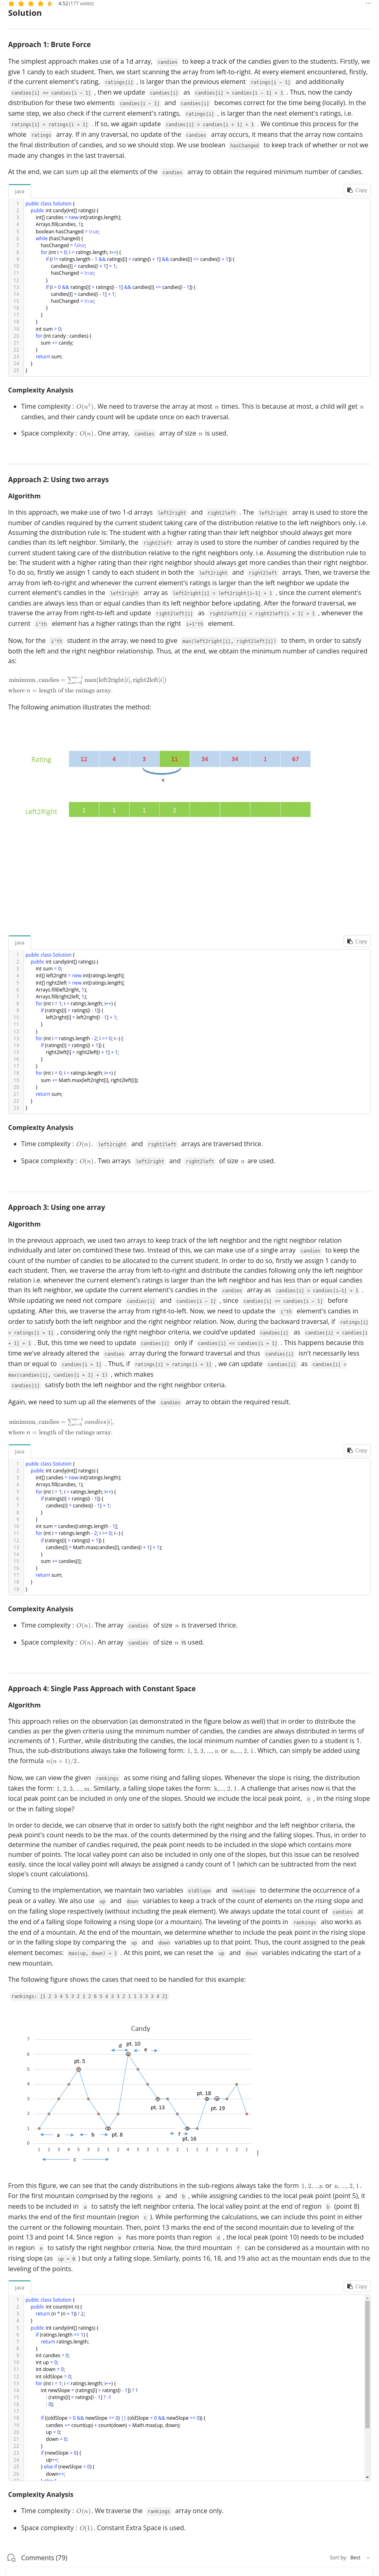 4.52 (177 votes)
Solution
Approach 1: Brute Force
The simplest approach makes use of a 1d array, candies to keep a track of the candies given to the students. Firstly, we
give 1 candy to each student. Then, we start scanning the array from left-to-right. At every element encountered, firstly,
if the current element's rating, ratings[i] , is larger than the previous element ratings[i − 1] and additionally
candies[i] <= candies[i − 1] , then we update candies[i] as candies[i] = candies[i − 1] + 1 . Thus, now the candy
distribution for these two elements candies[i − 1] and candies[i] becomes correct for the time being (locally). In the
same step, we also check if the current element's ratings, ratings[i] , is larger than the next element's ratings, i.e.
ratings[i] > ratings[i + 1] . If so, we again update candies[i] = candies[i + 1] + 1 . We continue this process for the
whole ratings array. If in any traversal, no update of the candies array occurs, it means that the array now contains
the final distribution of candies, and so we should stop. We use boolean hasChanged to keep track of whether or not we
made any changes in the last traversal.
At the end, we can sum up all the elements of the candies array to obtain the required minimum number of candies.
Java
Copy
1 public class Solution {
2 public int candy(int[] ratings) {
3 int[] candies = new int[ratings.length];
4 Arrays.fill(candies, 1);
5 boolean hasChanged = true;
6 while (hasChanged) {
7 hasChanged = false;
8 for (int i = 0; i < ratings.length; i++) {
9 if (i != ratings.length - 1 && ratings[i] > ratings[i + 1] && candies[i] <= candies[i + 1]) {
10 candies[i] = candies[i + 1] + 1;
11 hasChanged = true;
12 }
13 if (i > 0 && ratings[i] > ratings[i - 1] && candies[i] <= candies[i - 1]) {
14 candies[i] = candies[i - 1] + 1;
15 hasChanged = true;
16 }
17 }
18 }
19 int sum = 0;
20 for (int candy : candies) {
21 sum += candy;
22 }
23 return sum;
24 }
25 }
Complexity Analysis
Time complexity : O(n²). We need to traverse the array at most n times. This is because at most, a child will get n
candies, and their candy count will be update once on each traversal.
Space complexity : O(n). One array, candies array of size n is used.
Approach 2: Using two arrays
Algorithm
In this approach, we make use of two 1-d arrays left2right and right2left . The left2right array is used to store the
number of candies required by the current student taking care of the distribution relative to the left neighbors only. i.e.
Assuming the distribution rule is: The student with a higher rating than their left neighbor should always get more
candies than its left neighbor. Similarly, the right2left array is used to store the number of candies required by the
current student taking care of the distribution relative to the right neighbors only. i.e. Assuming the distribution rule to
be: The student with a higher rating than their right neighbor should always get more candies than their right neighbor.
To do so, firstly we assign 1 candy to each student in both the left2right and right2left arrays. Then, we traverse the
array from left-to-right and whenever the current element's ratings is larger than the left neighbor we update the
current element's candies in the left2right array as left2right[i] = left2right[i−1] + 1 , since the current element's
candies are always less than or equal candies than its left neighbor before updating. After the forward traversal, we
traverse the array from right-to-left and update right2left[i] as right2left[i] = right2left[i + 1] + 1 , whenever the
current i'th element has a higher ratings than the right i+1'th element.
Now, for the i'th student in the array, we need to give max(left2right[i], right2left[i]) to them, in order to satisfy
both the left and the right neighbor relationship. Thus, at the end, we obtain the minimum number of candies required
as:
minimum_candies = ∑ᵢ₌₀ⁿ⁻¹ max(left2right[i], right2left[i])
where n = length of the ratings array.
The following animation illustrates the method:
Rating 12 4 3 11 34 34 1 67
<
Left2Right 1 1 1 2
Java
Copy
1 public class Solution {
2 public int candy(int[] ratings) {
3 int sum = 0;
4 int[] left2right = new int[ratings.length];
5 int[] right2left = new int[ratings.length];
6 Arrays.fill(left2right, 1);
7 Arrays.fill(right2left, 1);
8 for (int i = 1; i < ratings.length; i++) {
9 if (ratings[i] > ratings[i - 1]) {
10 left2right[i] = left2right[i - 1] + 1;
11 }
12 }
13 for (int i = ratings.length - 2; i >= 0; i--) {
14 if (ratings[i] > ratings[i + 1]) {
15 right2left[i] = right2left[i + 1] + 1;
16 }
17 }
18 for (int i = 0; i < ratings.length; i++) {
19 sum += Math.max(left2right[i], right2left[i]);
20 }
21 return sum;
22 }
23 }
Complexity Analysis
Time complexity : O(n). left2right and right2left arrays are traversed thrice.
Space complexity : O(n). Two arrays left2right and right2left of size n are used.
Approach 3: Using one array
Algorithm
In the previous approach, we used two arrays to keep track of the left neighbor and the right neighbor relation
individually and later on combined these two. Instead of this, we can make use of a single array candies to keep the
count of the number of candies to be allocated to the current student. In order to do so, firstly we assign 1 candy to
each student. Then, we traverse the array from left-to-right and distribute the candies following only the left neighbor
relation i.e. whenever the current element's ratings is larger than the left neighbor and has less than or equal candies
than its left neighbor, we update the current element's candies in the candies array as candies[i] = candies[i−1] + 1 .
While updating we need not compare candies[i] and candies[i − 1] , since candies[i] <= candies[i − 1] before
updating. After this, we traverse the array from right-to-left. Now, we need to update the i'th element's candies in
order to satisfy both the left neighbor and the right neighbor relation. Now, during the backward traversal, if ratings[i]
> ratings[i + 1] , considering only the right neighbor criteria, we could've updated candies[i] as candies[i] = candies[i
+ 1] + 1 . But, this time we need to update candies[i] only if candies[i] <= candies[i + 1] . This happens because this
time we've already altered the candies array during the forward traversal and thus candies[i] isn't necessarily less
than or equal to candies[i + 1] . Thus, if ratings[i] > ratings[i + 1] , we can update candies[i] as candies[i] =
max(candies[i], candies[i + 1] + 1) , which makes
candies[i] satisfy both the left neighbor and the right neighbor criteria.
Again, we need to sum up all the elements of the candies array to obtain the required result.
minimum_candies = ∑ᵢ₌₀ⁿ⁻¹ candies[i],
where n = length of the ratings array.
Java
Copy
1 public class Solution {
2 public int candy(int[] ratings) {
3 int[] candies = new int[ratings.length];
4 Arrays.fill(candies, 1);
5 for (int i = 1; i < ratings.length; i++) {
6 if (ratings[i] > ratings[i - 1]) {
7 candies[i] = candies[i - 1] + 1;
8 }
9 }
10 int sum = candies[ratings.length - 1];
11 for (int i = ratings.length - 2; i >= 0; i--) {
12 if (ratings[i] > ratings[i + 1]) {
13 candies[i] = Math.max(candies[i], candies[i + 1] + 1);
14 }
15 sum += candies[i];
16 }
17 return sum;
18 }
19 }
Complexity Analysis
Time complexity : O(n). The array candies of size n is traversed thrice.
Space complexity : O(n). An array candies of size n is used.
Approach 4: Single Pass Approach with Constant Space
Algorithm
This approach relies on the observation (as demonstrated in the figure below as well) that in order to distribute the
candies as per the given criteria using the minimum number of candies, the candies are always distributed in terms of
increments of 1. Further, while distributing the candies, the local minimum number of candies given to a student is 1.
Thus, the sub-distributions always take the following form: 1, 2, 3, ..., n or n, ..., 2, 1. Which, can simply be added using
the formula n(n + 1)/2.
Now, we can view the given rankings as some rising and falling slopes. Whenever the slope is rising, the distribution
takes the form: 1, 2, 3, ..., m. Similarly, a falling slope takes the form: k, ..., 2, 1. A challenge that arises now is that the
local peak point can be included in only one of the slopes. Should we include the local peak point, n , in the rising slope
or the in falling slope?
In order to decide, we can observe that in order to satisfy both the right neighbor and the left neighbor criteria, the
peak point's count needs to be the max. of the counts determined by the rising and the falling slopes. Thus, in order to
determine the number of candies required, the peak point needs to be included in the slope which contains more
number of points. The local valley point can also be included in only one of the slopes, but this issue can be resolved
easily, since the local valley point will always be assigned a candy count of 1 (which can be subtracted from the next
slope's count calculations).
Coming to the implementation, we maintain two variables oldSlope and newSlope to determine the occurrence of a
peak or a valley. We also use up and down variables to keep a track of the count of elements on the rising slope and
on the falling slope respectively (without including the peak element). We always update the total count of candies at
the end of a falling slope following a rising slope (or a mountain). The leveling of the points in rankings also works as
the end of a mountain. At the end of the mountain, we determine whether to include the peak point in the rising slope or
in the falling slope by comparing the up and down variables up to that point. Thus, the count assigned to the peak
element becomes: max(up, down) + 1 . At this point, we can reset the up and down variables indicating the start of a
new mountain.
The following figure shows the cases that need to be handled for this example:
rankings: [1 2 3 4 5 3 2 1 2 6 5 4 3 3 2 1 1 3 3 3 4 2]
Candy
7
6
5
4
3
2
1
0
pt. 5
d
pt. 10
e
pt. 13
pt. 18
pt. 19
a
b
pt. 8
f
pt. 16
c
Java
Copy
From this figure, we can see that the candy distributions in the sub-regions always take the form 1, 2, ...n or n, ..., 2, 1.
For the first mountain comprised by the regions a and b , while assigning candies to the local peak point (point 5), it
needs to be included in a to satisfy the left neighbor criteria. The local valley point at the end of region b (point 8)
marks the end of the first mountain (region c ). While performing the calculations, we can include this point in either
the current or the following mountain. Then, point 13 marks the end of the second mountain due to leveling of the
point 13 and point 14. Since region e has more points than region d , the local peak (point 10) needs to be included
in region e to satisfy the right neighbor criteria. Now, the third mountain f can be considered as a mountain with no
rising slope (as up = 0 ) but only a falling slope. Similarly, points 16, 18, and 19 also act as the mountain ends due to the
leveling of the points.
1 public class Solution {
2 public int count(int n) {
3 return (n * (n + 1)) / 2;
4 }
5 public int candy(int[] ratings) {
6 if (ratings.length <= 1) {
7 return ratings.length;
8 }
9 int candies = 0;
10 int up = 0;
11 int down = 0;
12 int oldSlope = 0;
13 for (int i = 1; i < ratings.length; i++) {
14 int newSlope = (ratings[i] > ratings[i - 1]) ? 1
15 : (ratings[i] < ratings[i - 1] ? -1
16 : 0);
17
18 if ((oldSlope > 0 && newSlope == 0) || (oldSlope < 0 && newSlope >= 0)) {
19 candies += count(up) + count(down) + Math.max(up, down);
20 up = 0;
21 down = 0;
22 }
23 if (newSlope > 0) {
24 up++;
25 } else if (newSlope < 0) {
26 down++;
Complexity Analysis
Time complexity : O(n). We traverse the rankings array once only.
Space complexity : O(1). Constant Extra Space is used.
Comments (79)
Sort by: Best